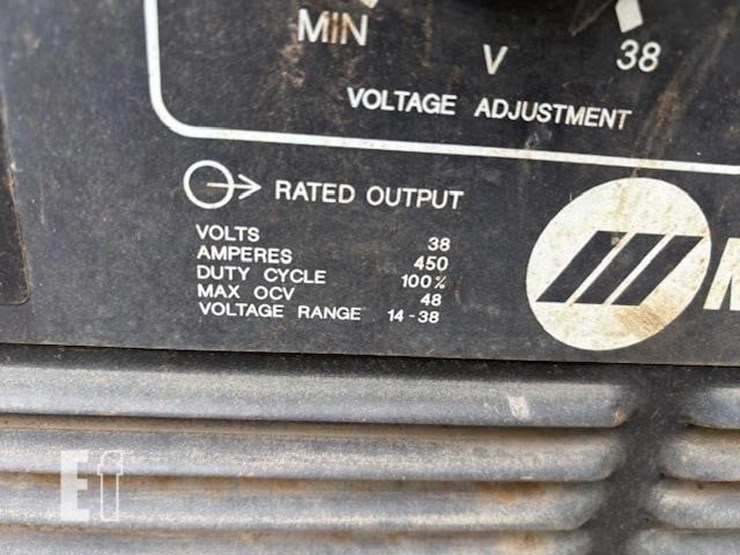 MIN
V
38
VOLTAGE ADJUSTMENT
RATED OUTPUT
VOLTS 38
AMPERES 450
DUTY CYCLE 100%
MAX OCV 48
VOLTAGE RANGE 14-38